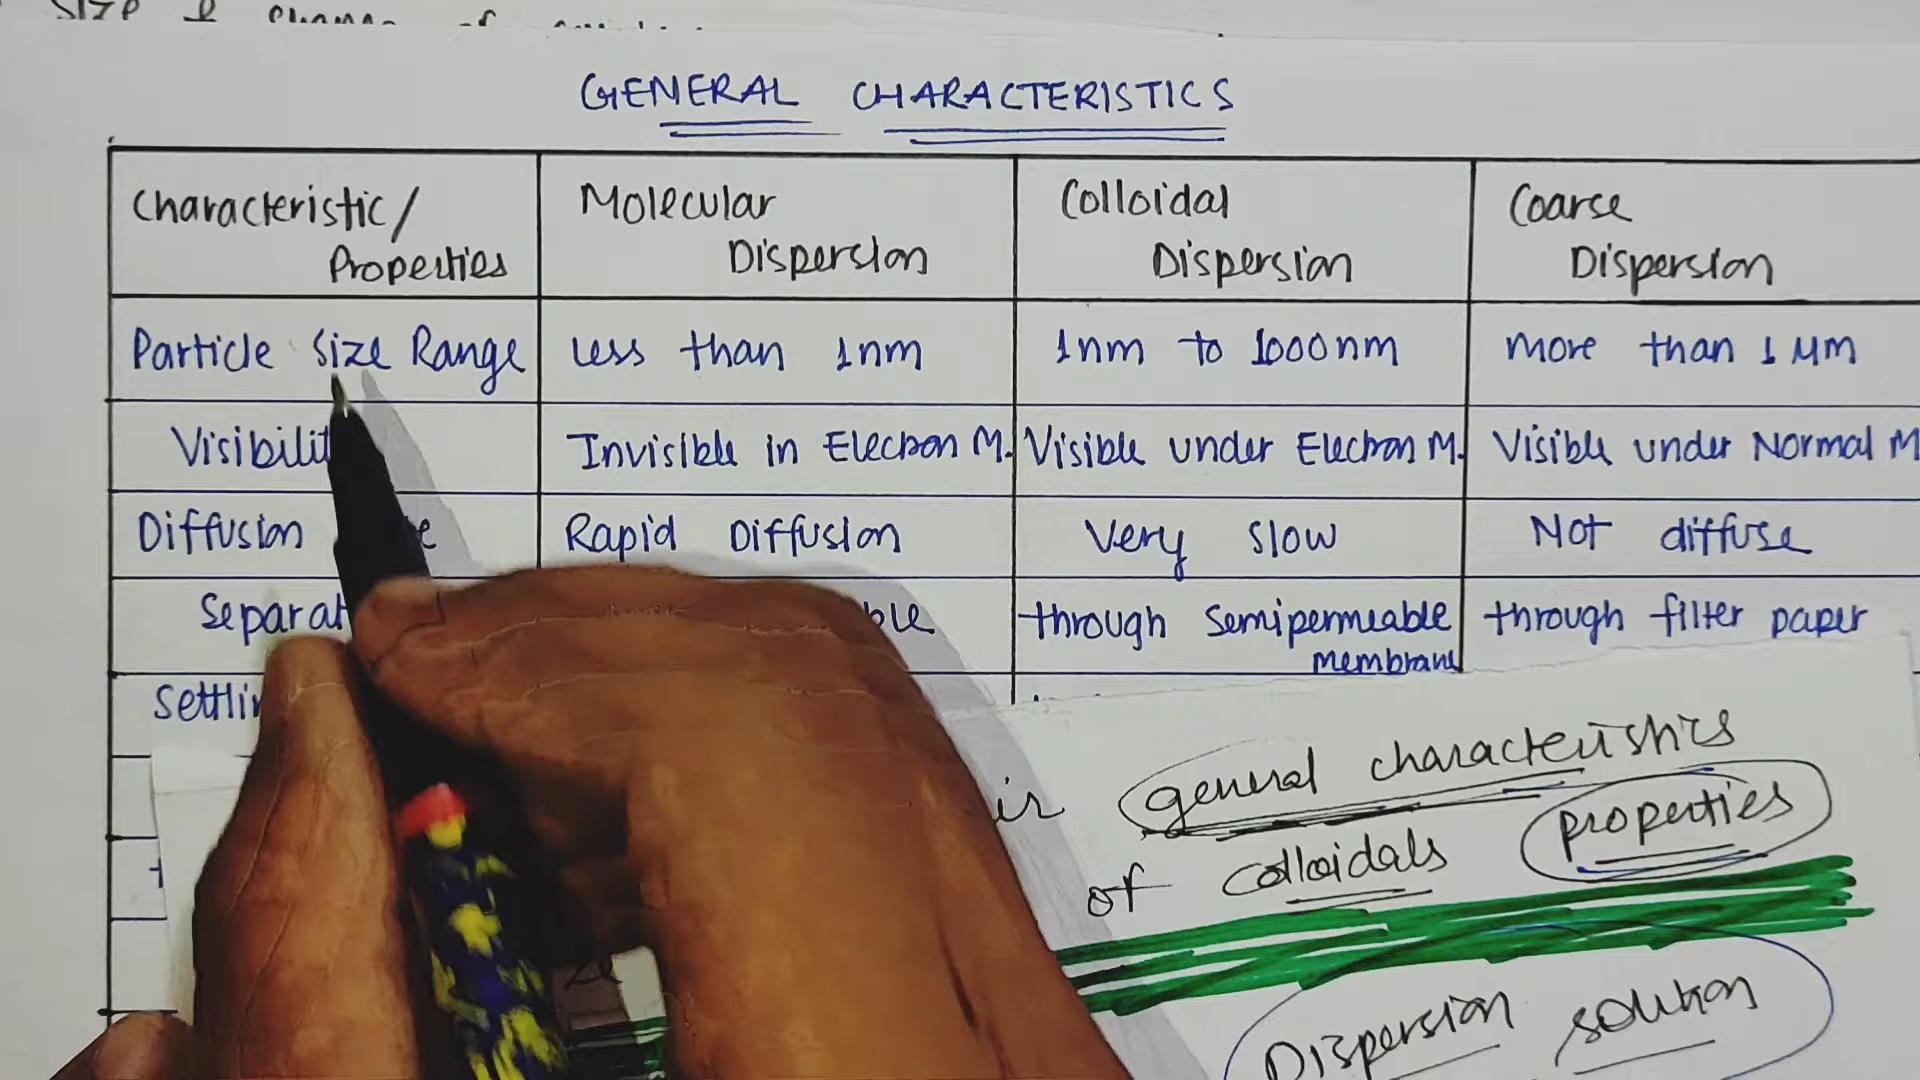 GENERAL CHARACTERISTICS
Characteristic/ Properties
Molecular Dispersion
Colloidal Dispersion
Coarse Dispersion
Particle Size Range
Less than 1nm
1nm to 1000nm
More than 1 μm
Visibilit
Invisible in Electron M.
Visible under Electron M.
Visible under Normal M
Diffusion
Rapid Diffusion
Very slow
Not diffuse
Separat
through Semipermeable
membrane
through filter paper
Settlin
general characteristics
of colloidals
properties
Dispersion solution